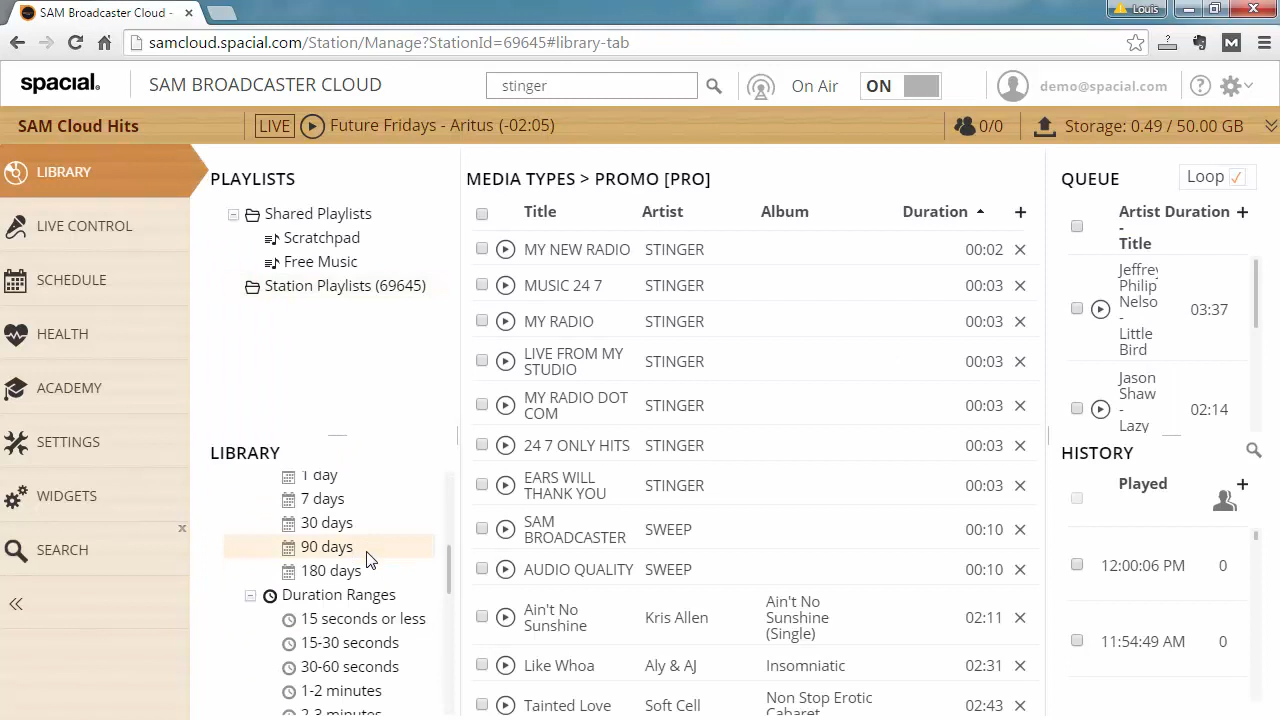 SAM Broadcaster Cloud -
Louis
samcloud.spacial.com/Station/Manage?StationId=69645#library-tab
spacial.
SAM BROADCASTER CLOUD
stinger
On Air
ON
demo@spacial.com
SAM Cloud Hits
LIVE
Future Fridays - Aritus (-02:05)
0/0
Storage: 0.49 / 50.00 GB
LIBRARY
LIVE CONTROL
SCHEDULE
HEALTH
ACADEMY
SETTINGS
WIDGETS
SEARCH
PLAYLISTS
Shared Playlists
Scratchpad
Free Music
Station Playlists (69645)
LIBRARY
1 day
7 days
30 days
90 days
180 days
Duration Ranges
15 seconds or less
15-30 seconds
30-60 seconds
1-2 minutes
2-3 minutes
MEDIA TYPES > PROMO [PRO]
Title Artist Album Duration
MY NEW RADIO STINGER 00:02
MUSIC 24 7 STINGER 00:03
MY RADIO STINGER 00:03
LIVE FROM MY
STUDIO STINGER 00:03
MY RADIO DOT
COM STINGER 00:03
24 7 ONLY HITS STINGER 00:03
EARS WILL
THANK YOU STINGER 00:03
SAM
BROADCASTER SWEEP 00:10
AUDIO QUALITY SWEEP 00:10
Ain't No
Sunshine Kris Allen Ain't No
Sunshine
(Single) 02:11
Like Whoa Aly & AJ Insomniatic 02:31
Tainted Love Soft Cell Non Stop Erotic
Cabaret 02:43
QUEUE
Loop
Artist Duration
-
Title
Jeffrey
Philip
Nelso
-
Little
Bird
03:37
Jason
Shaw
-
Lazy
02:14
HISTORY
Played
12:00:06 PM 0
11:54:49 AM 0